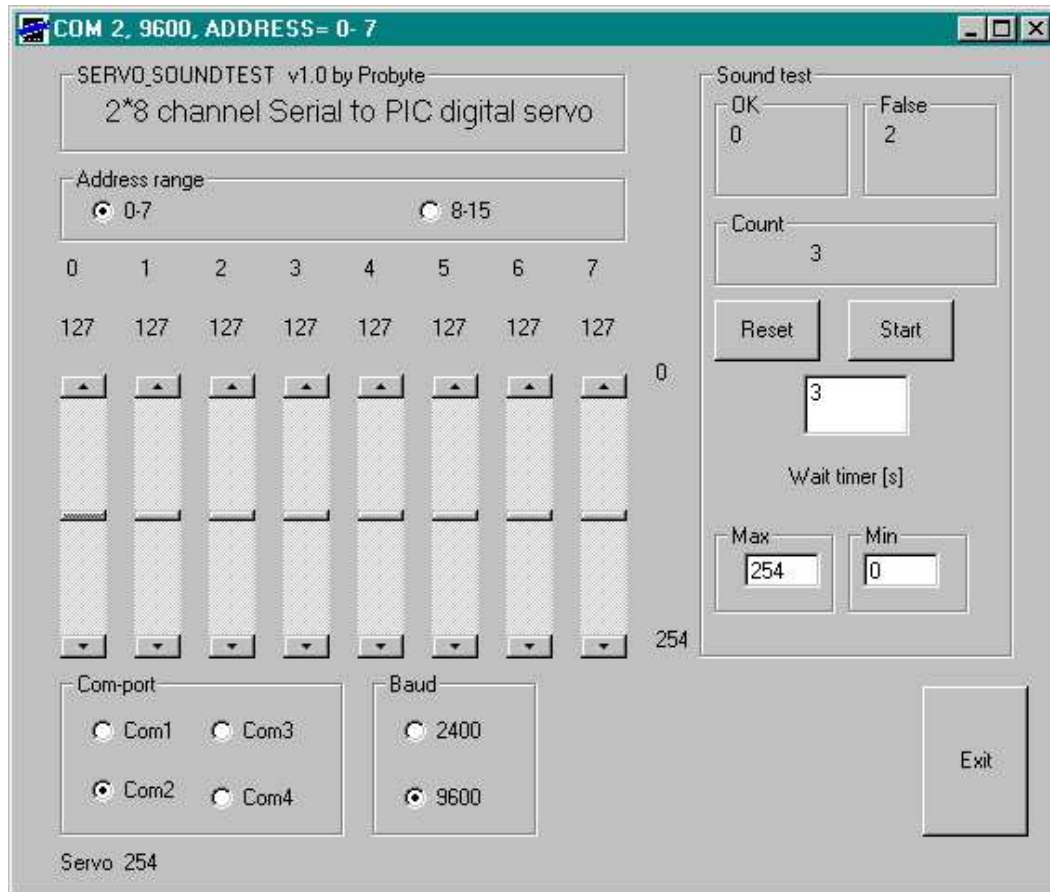 COM 2, 9600, ADDRESS= 0- 7
SERVO_SOUNDTEST v1.0 by Probyte
2*8 channel Serial to PIC digital servo
Address range
0-7 8-15
0 1 2 3 4 5 6 7
127 127 127 127 127 127 127 127
0
254
Com-port
Com1 Com3
Com2 Com4
Baud
2400
9600
Servo 254
Sound test
OK
0
False
2
Count
3
Reset Start
3
Wait timer [s]
Max
254
Min
0
Exit